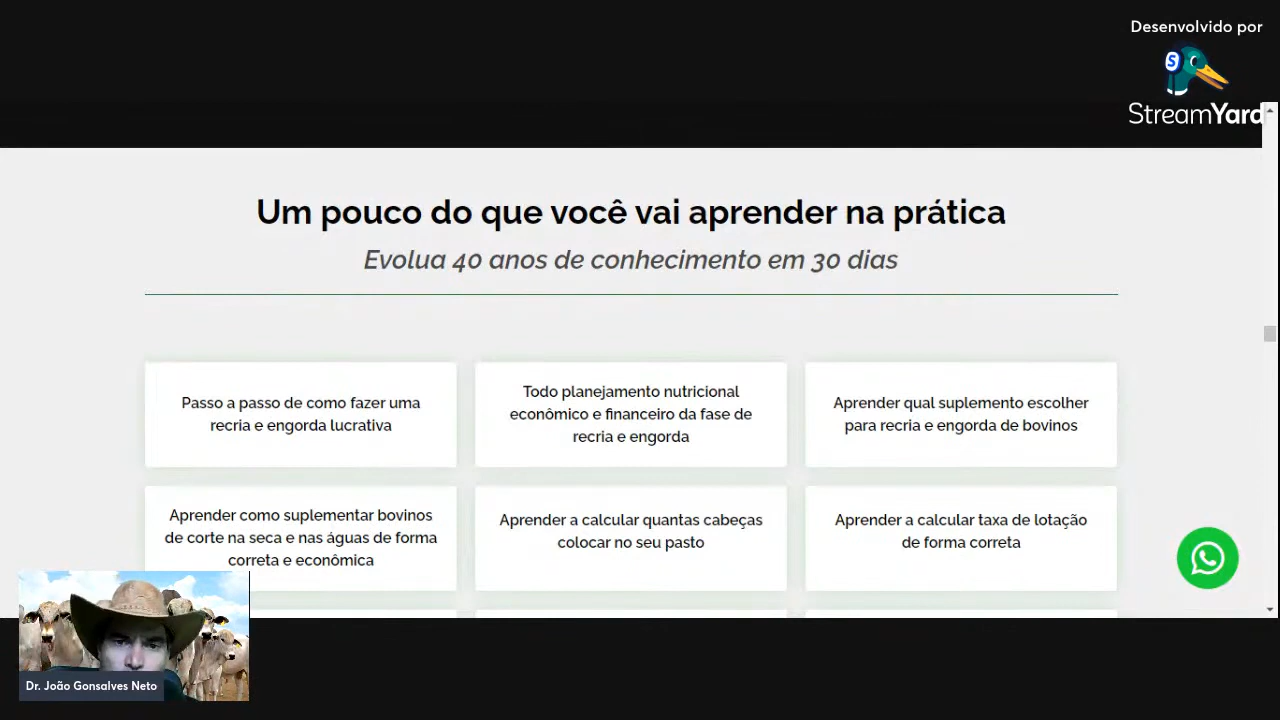 Desenvolvido por
StreamYard
Um pouco do que você vai aprender na prática
Evolua 40 anos de conhecimento em 30 dias
Passo a passo de como fazer uma
recria e engorda lucrativa
Todo planejamento nutricional
econômico e financeiro da fase de
recria e engorda
Aprender qual suplemento escolher
para recria e engorda de bovinos
Aprender como suplementar bovinos
de corte na seca e nas águas de forma
correta e econômica
Aprender a calcular quantas cabeças
colocar no seu pasto
Aprender a calcular taxa de lotação
de forma correta
Dr. João Gonsalves Neto